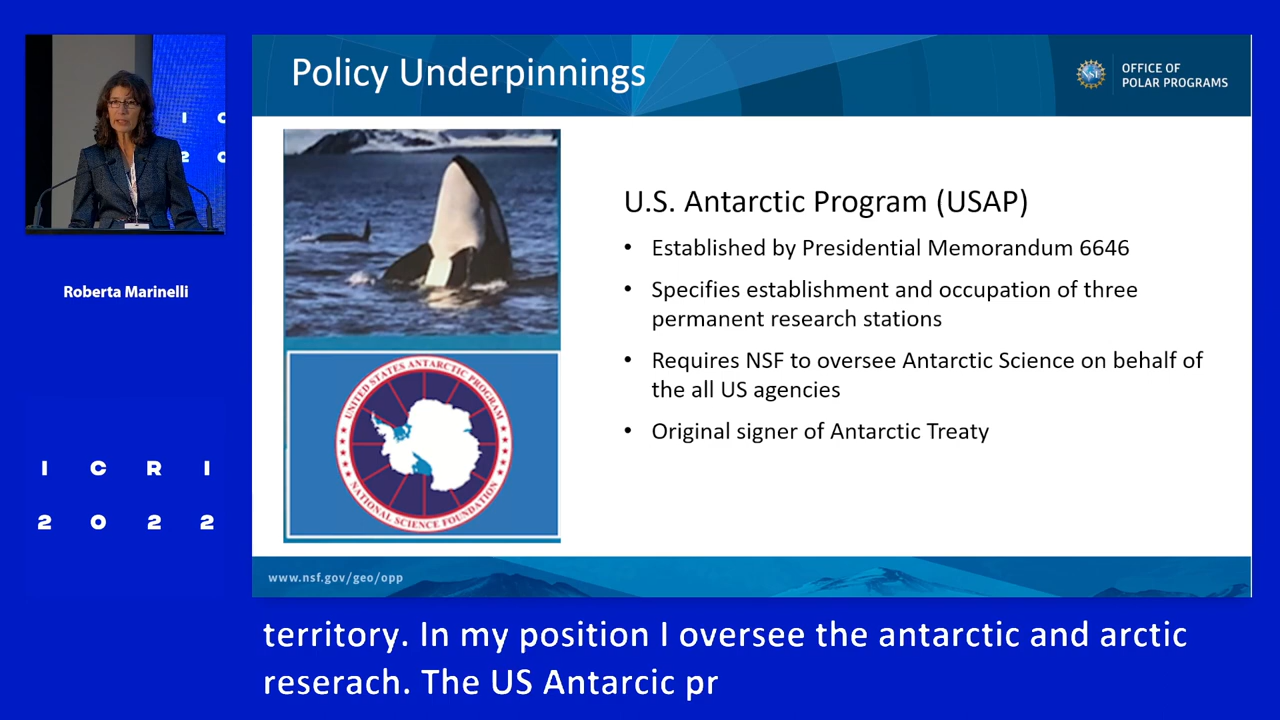 Policy Underpinnings
OFFICE OF
POLAR PROGRAMS
NSF
I C
2 0
Roberta Marinelli
I C R I
2 0 2 2
U.S. Antarctic Program (USAP)
• Established by Presidential Memorandum 6646
• Specifies establishment and occupation of three
permanent research stations
• Requires NSF to oversee Antarctic Science on behalf of
the all US agencies
• Original signer of Antarctic Treaty
UNITED STATES ANTARCTIC PROGRAM
NATIONAL SCIENCE FOUNDATION
www.nsf.gov/geo/opp
territory. In my position I oversee the antarctic and arctic
reserach. The US Antarcic pr